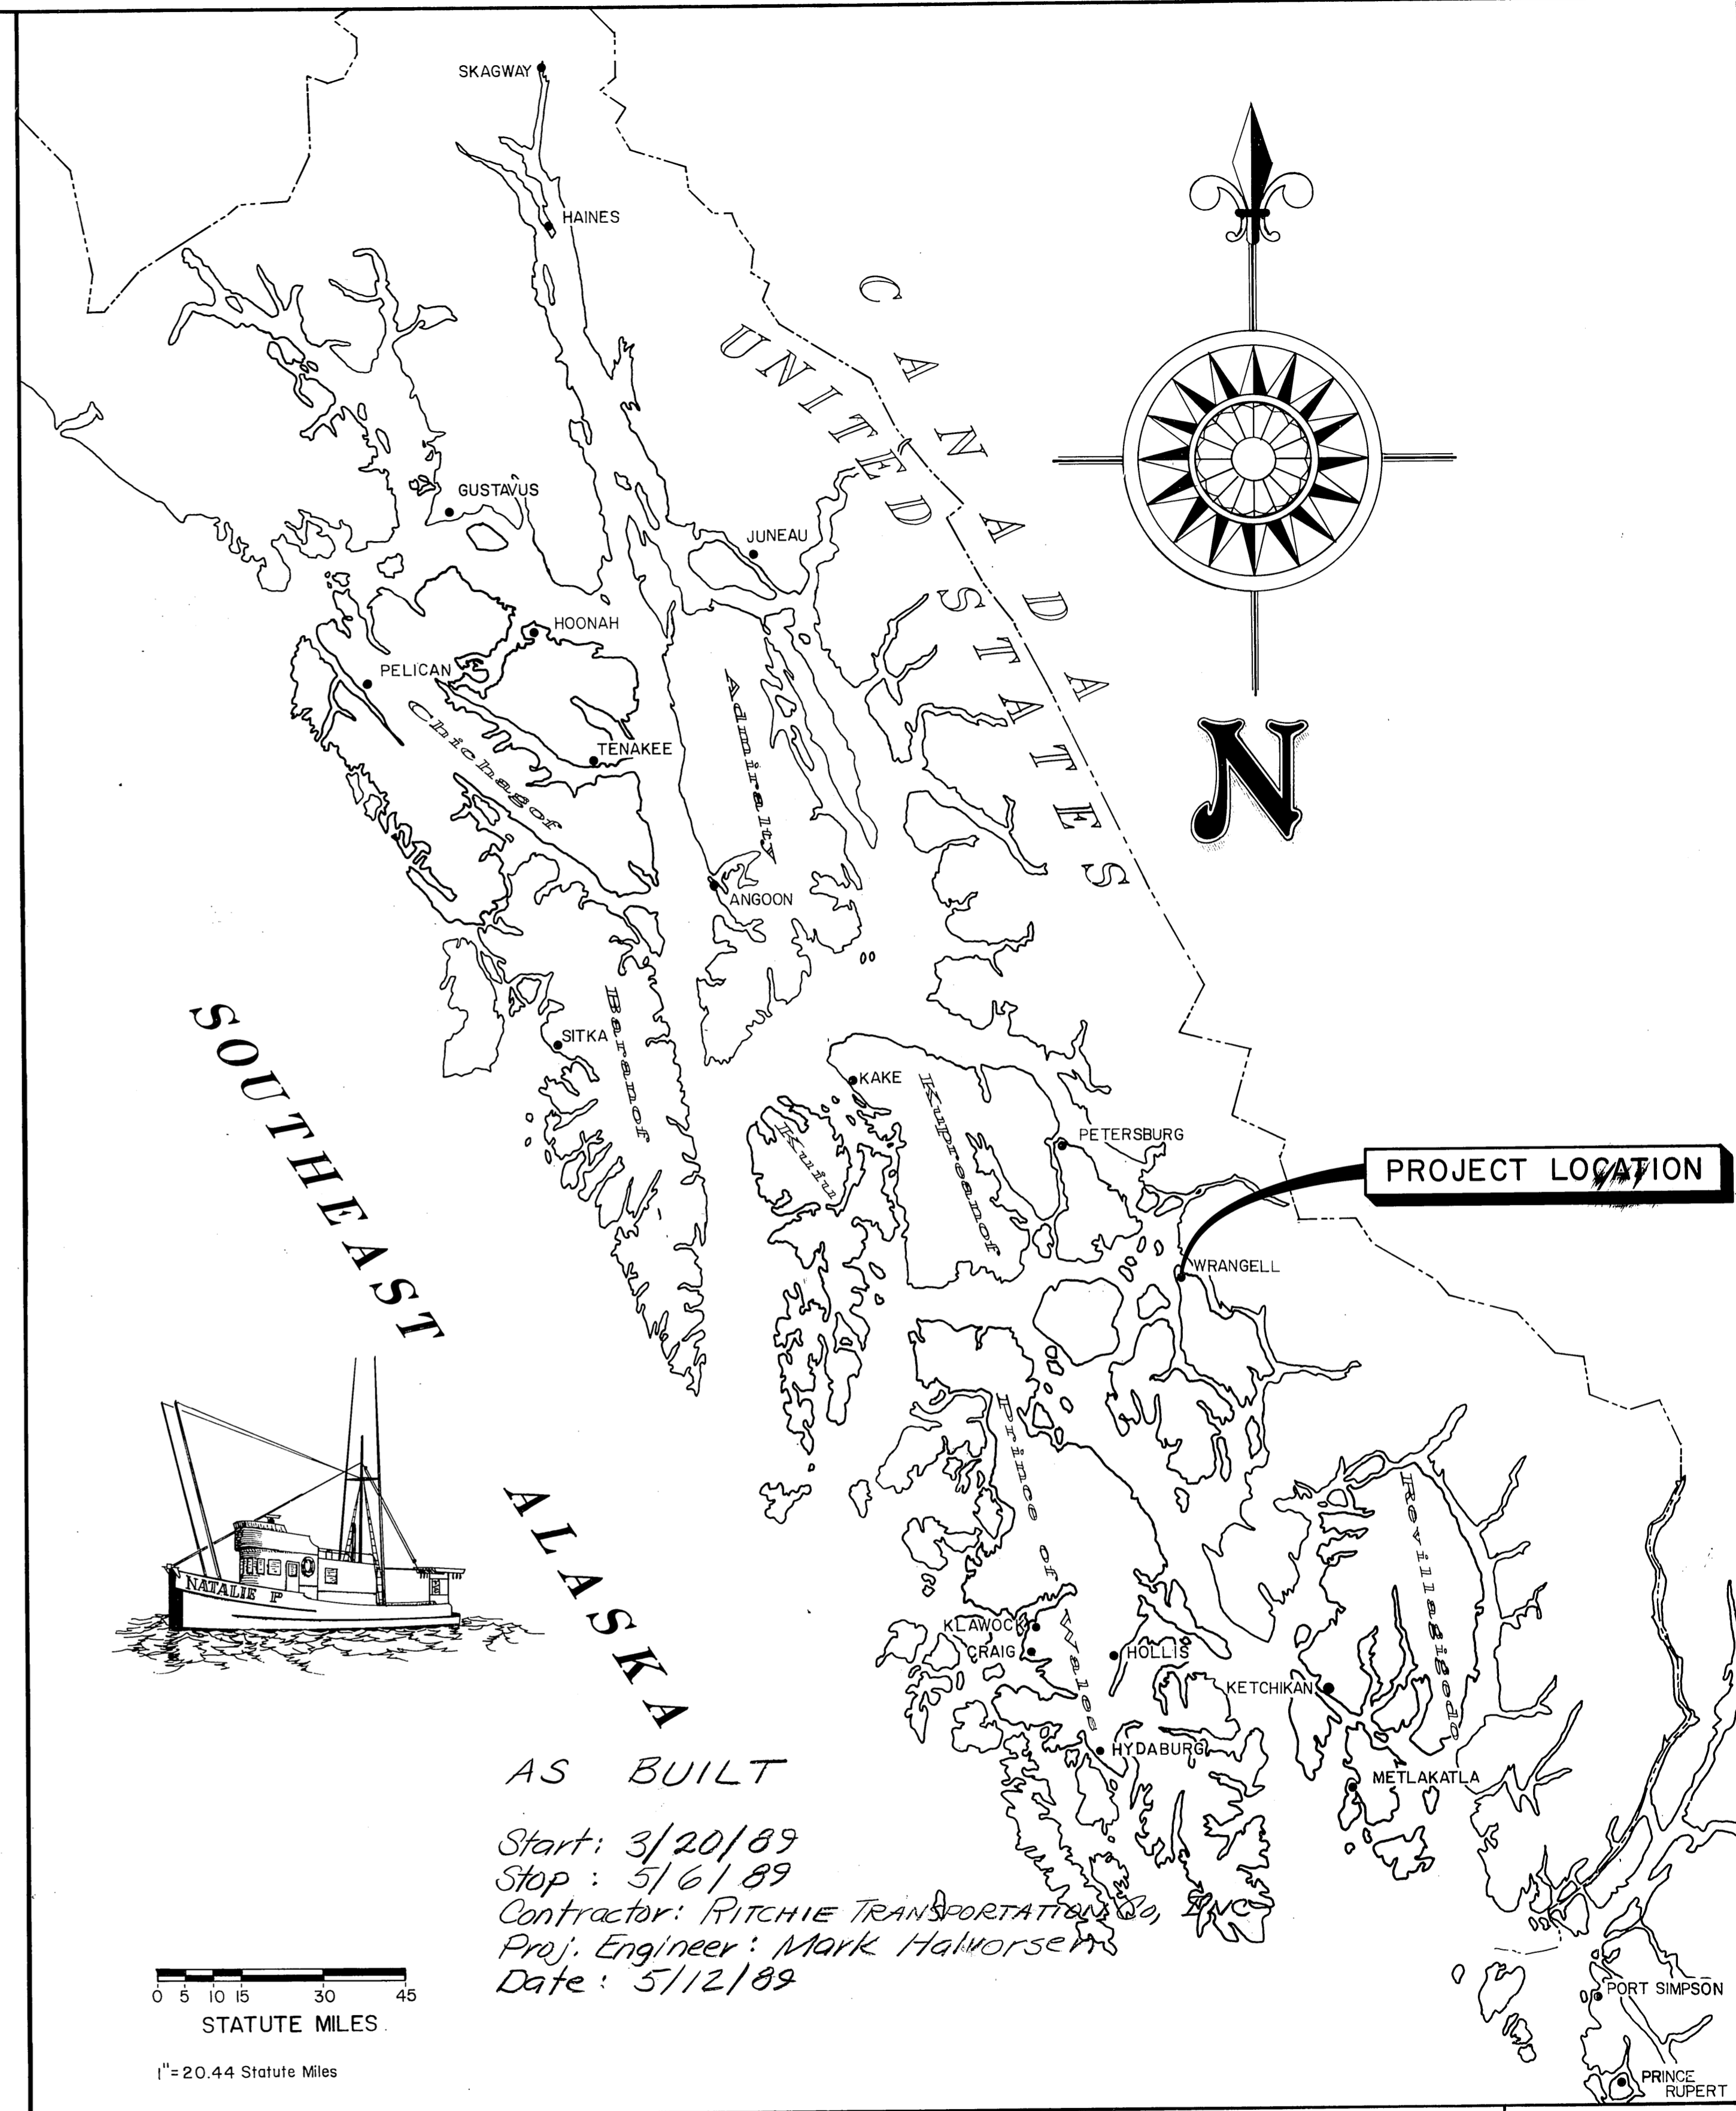 SKAGWAY
HAINES
CANADA
UNITED STATES
GUSTAVUS
JUNEAU
HOONAH
PELICAN
Chichagof
Admiralty
TENAKEE
N
ANGOON
SOUTHEAST
ALASKA
Baranof
SITKA
KAKE
Kupreanof
Kuiu
PETERSBURG
PROJECT LOCATION
WRANGELL
Prince of Wales
Revillagigedo
NATALIE P
KLAWOCK
CRAIG
HOLLIS
KETCHIKAN
HYDABURG
METLAKATLA
AS BUILT
Start: 3/20/89
Stop : 5/6/89
Contractor: RITCHIE TRANSPORTATION CO, INC
Proj. Engineer: Mark Halvorsen
Date: 5/12/89
0 5 10 15 30 45
STATUTE MILES
1"=20.44 Statute Miles
PORT SIMPSON
PRINCE
RUPERT